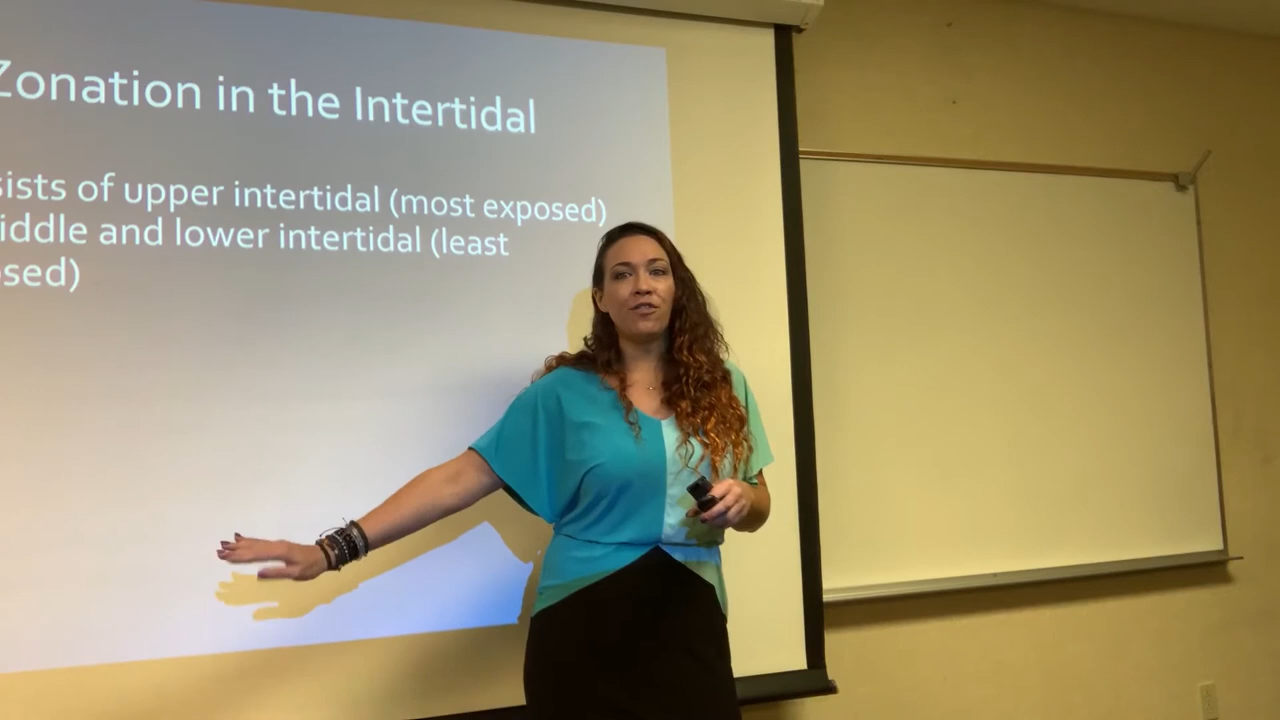 Zonation in the Intertidal
sists of upper intertidal (most exposed)
iddle and lower intertidal (least
osed)